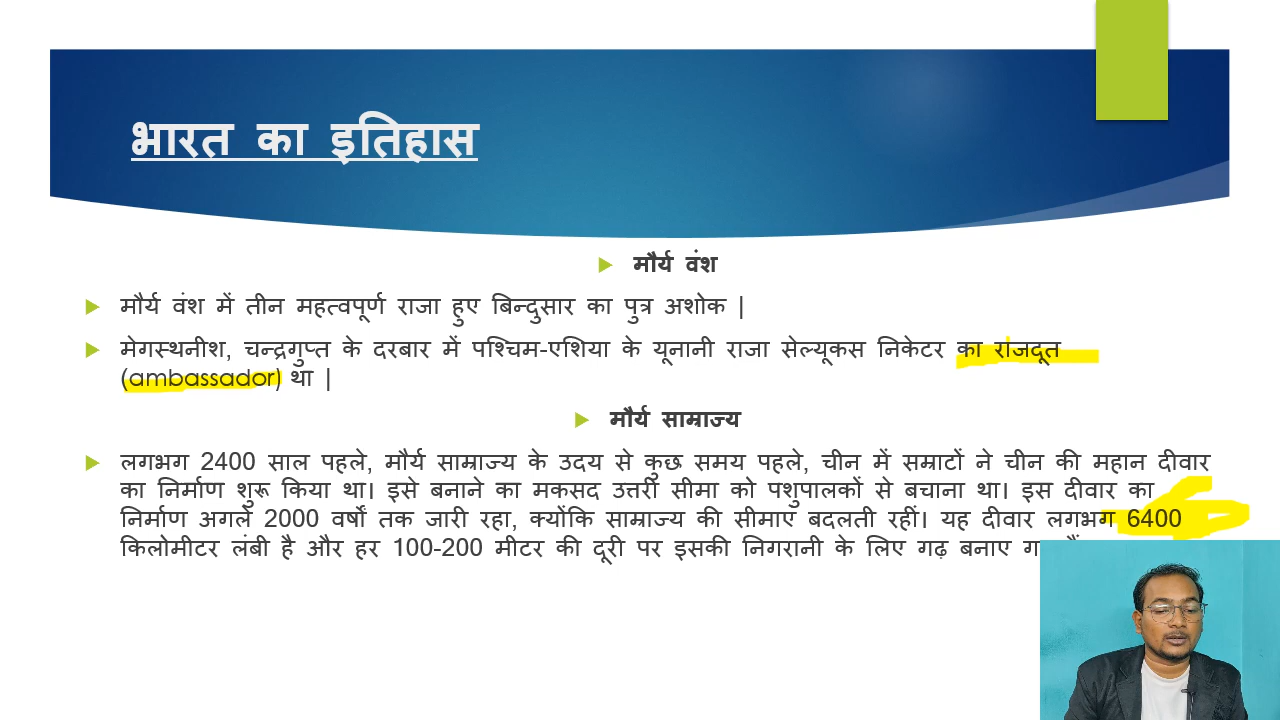 भारत का इतिहास
मौर्य वंश
मौर्य वंश में तीन महत्वपूर्ण राजा हुए बिन्दुसार का पुत्र अशोक |
मेगस्थनीश, चन्द्रगुप्त के दरबार में पश्चिम-एशिया के यूनानी राजा सेल्यूकस निकेटर का राजदूत
(ambassador) था |
मौर्य साम्राज्य
लगभग 2400 साल पहले, मौर्य साम्राज्य के उदय से कुछ समय पहले, चीन में सम्राटों ने चीन की महान दीवार
का निर्माण शुरू किया था। इसे बनाने का मकसद उत्तरी सीमा को पशुपालकों से बचाना था। इस दीवार का
निर्माण अगले 2000 वर्षों तक जारी रहा, क्योंकि साम्राज्य की सीमाएँ बदलती रहीं। यह दीवार लगभग 6400
किलोमीटर लंबी है और हर 100-200 मीटर की दूरी पर इसकी निगरानी के लिए गढ़ बनाए